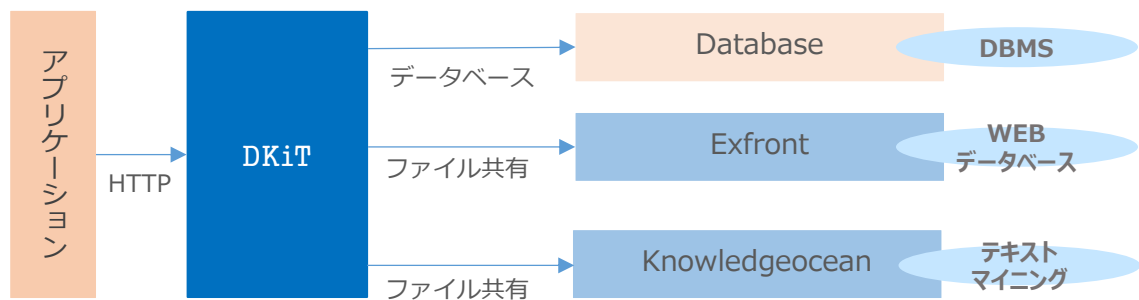 アプリケーション
HTTP
DKiT
データベース
Database
DBMS
ファイル共有
Exfront
WEB
データベース
ファイル共有
Knowledgeocean
テキスト
マイニング